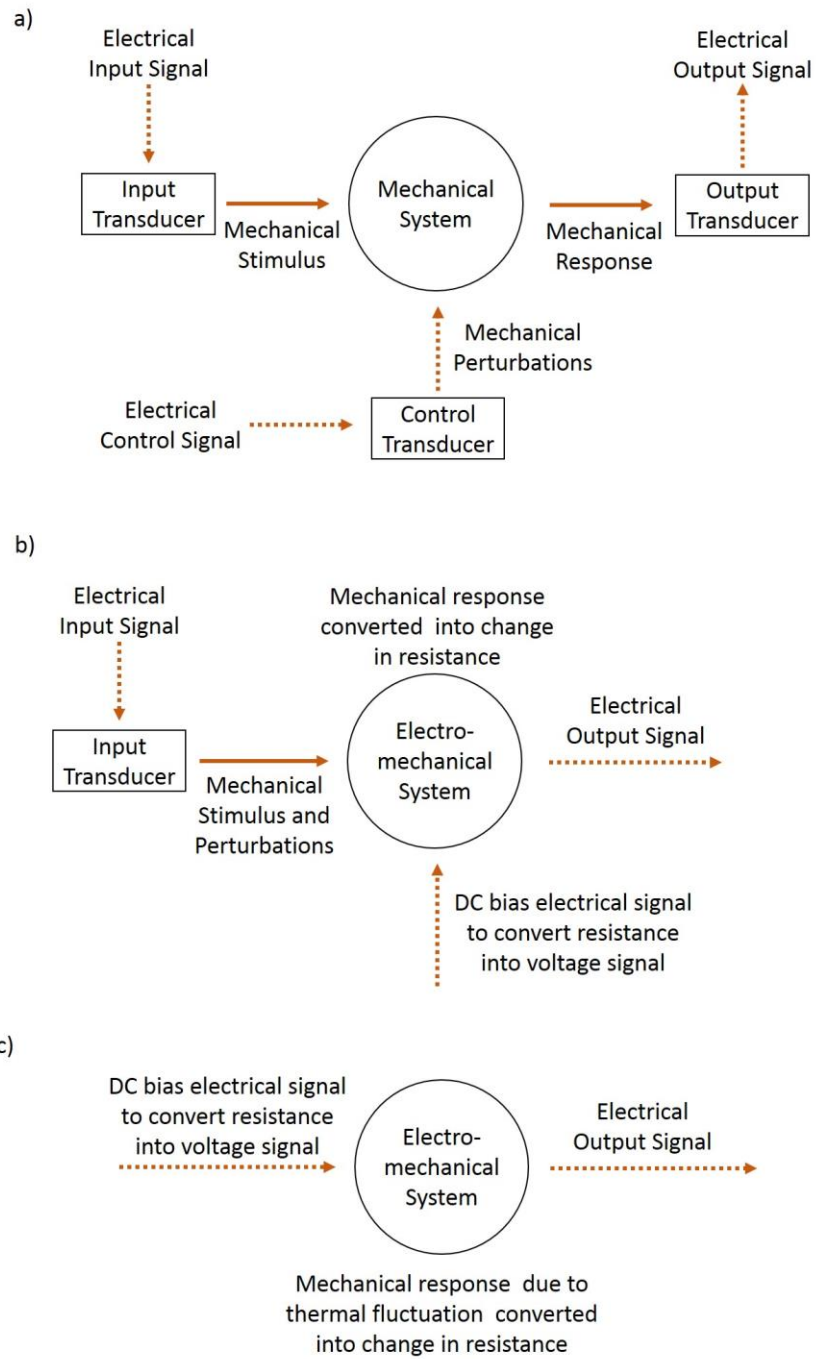 a)
Electrical
Input Signal
Electrical
Output Signal
Input
Transducer
Mechanical
System
Output
Transducer
Mechanical
Stimulus
Mechanical
Response
Mechanical
Perturbations
Electrical
Control Signal
Control
Transducer
b)
Electrical
Input Signal
Mechanical response
converted into change
in resistance
Input
Transducer
Electro-
mechanical
System
Electrical
Output Signal
Mechanical
Stimulus and
Perturbations
DC bias electrical signal
to convert resistance
into voltage signal
c)
DC bias electrical signal
to convert resistance
into voltage signal
Electro-
mechanical
System
Electrical
Output Signal
Mechanical response due to
thermal fluctuation converted
into change in resistance